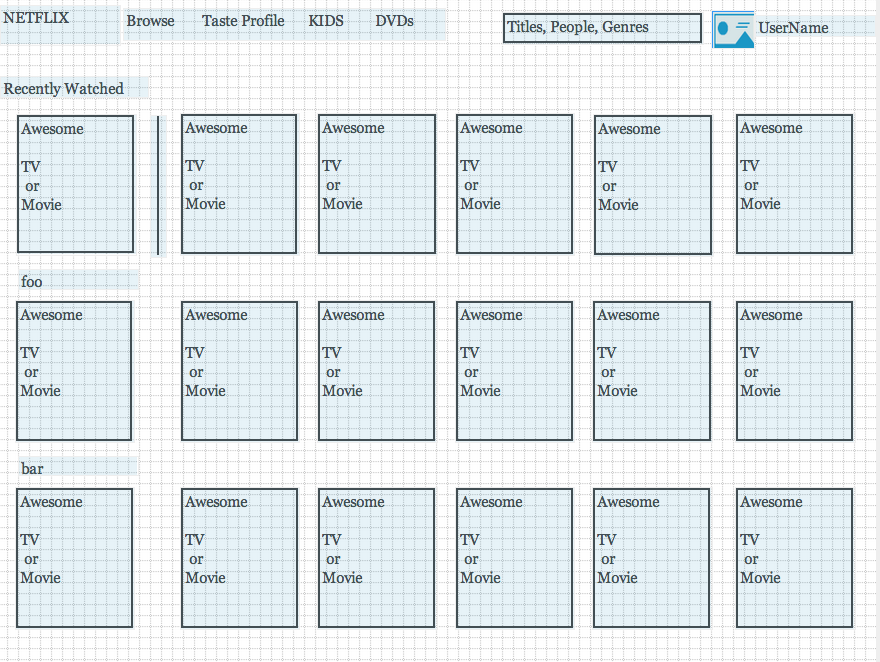 NETFLIX Browse Taste Profile KIDS DVDs Titles, People, Genres UserName
Recently Watched
Awesome Awesome Awesome Awesome Awesome Awesome
TV TV TV TV TV TV
or or or or or or
Movie Movie Movie Movie Movie Movie
foo
Awesome Awesome Awesome Awesome Awesome Awesome
TV TV TV TV TV TV
or or or or or or
Movie Movie Movie Movie Movie Movie
bar
Awesome Awesome Awesome Awesome Awesome Awesome
TV TV TV TV TV TV
or or or or or or
Movie Movie Movie Movie Movie Movie